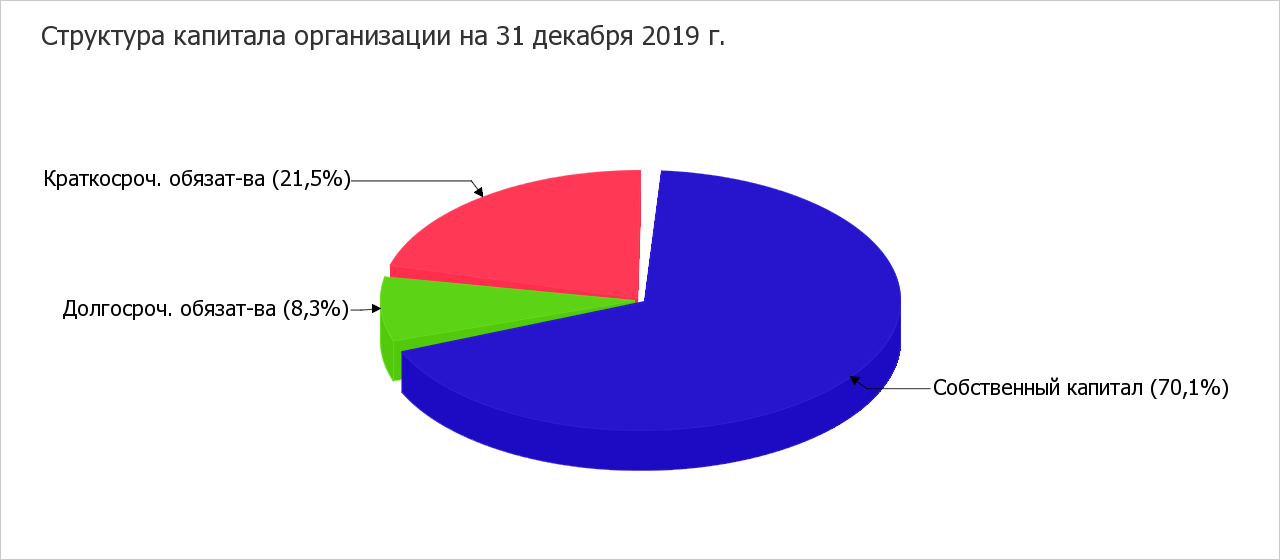 Структура капитала организации на 31 декабря 2019 г.
Краткосроч. обязат-ва (21,5%)
Долгосроч. обязат-ва (8,3%)
Собственный капитал (70,1%)